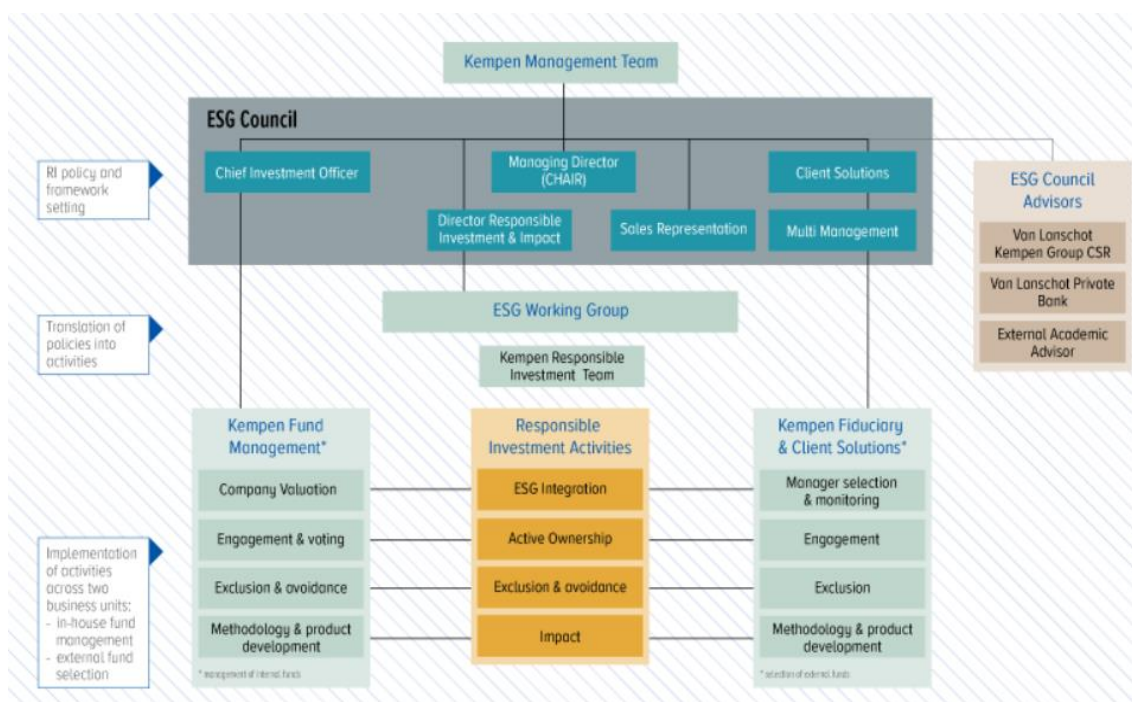 Kempen Management Team
ESG Council
RI policy and
framework
setting
Chief Investment Officer
Managing Director
(CHAIR)
Client Solutions
Director Responsible
Investment & Impact
Sales Representation
Multi Management
ESG Council
Advisors
Van Lanschot
Kempen Group CSR
Van Lanschot Private
Bank
External Academic
Advisor
Translation of
policies into
activities
ESG Working Group
Kempen Responsible
Investment Team
Implementation
of activities
across two
business units:
- in-house fund
management
- external fund
selection
Kempen Fund
Management*
Company Valuation
Engagement & voting
Exclusion & avoidance
Methodology & product
development
* management of internal funds
Responsible
Investment Activities
ESG Integration
Active Ownership
Exclusion & avoidance
Impact
Kempen Fiduciary
& Client Solutions*
Manager selection
& monitoring
Engagement
Exclusion
Methodology & product
development
* selection of external funds